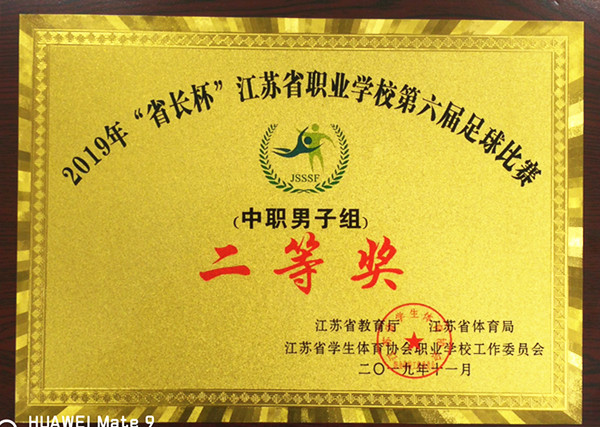 2019年“省长杯”江苏省职业学校第六届足球比赛
JSSSF
（中职男子组）
二等奖
江苏省教育厅 江苏省体育局
江苏省学生体育协会职业学校工作委员会
二〇一九年十一月
HUAWEI Mate 9